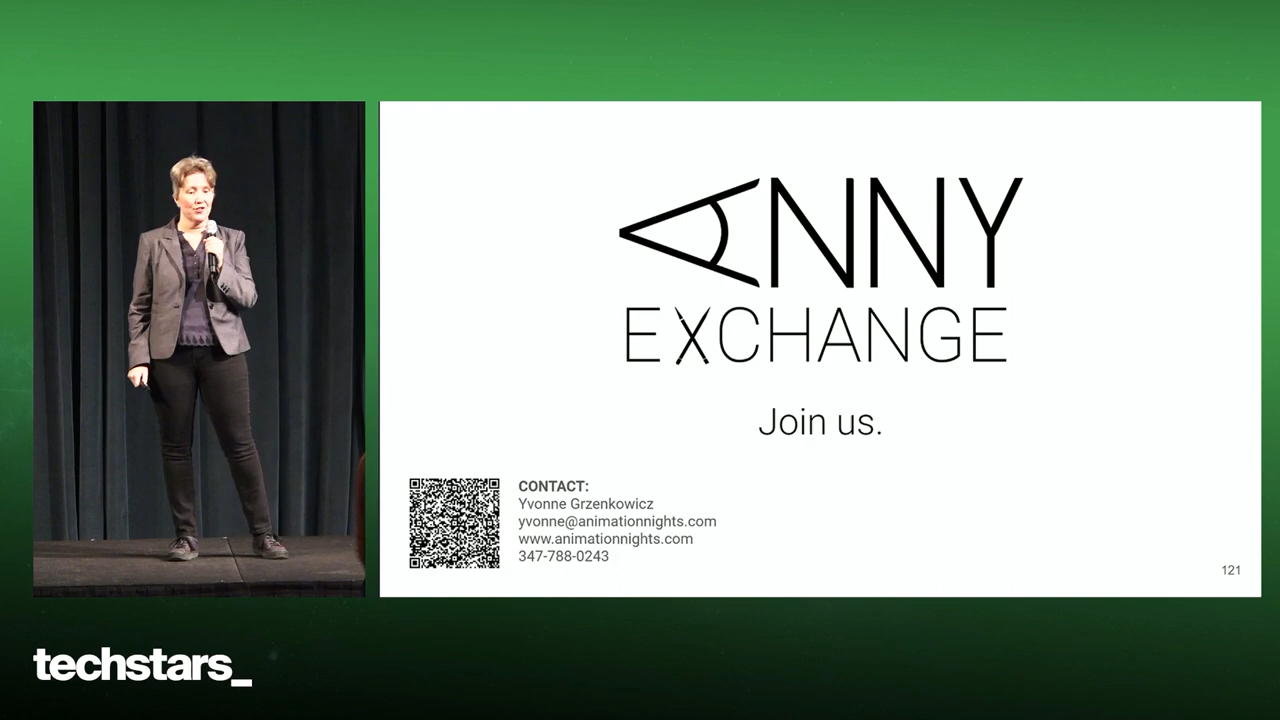 ANNY
EXCHANGE
Join us.
CONTACT:
Yvonne Grzenkowicz
yvonne@animationnights.com
www.animationnights.com
347-788-0243
121
techstars_